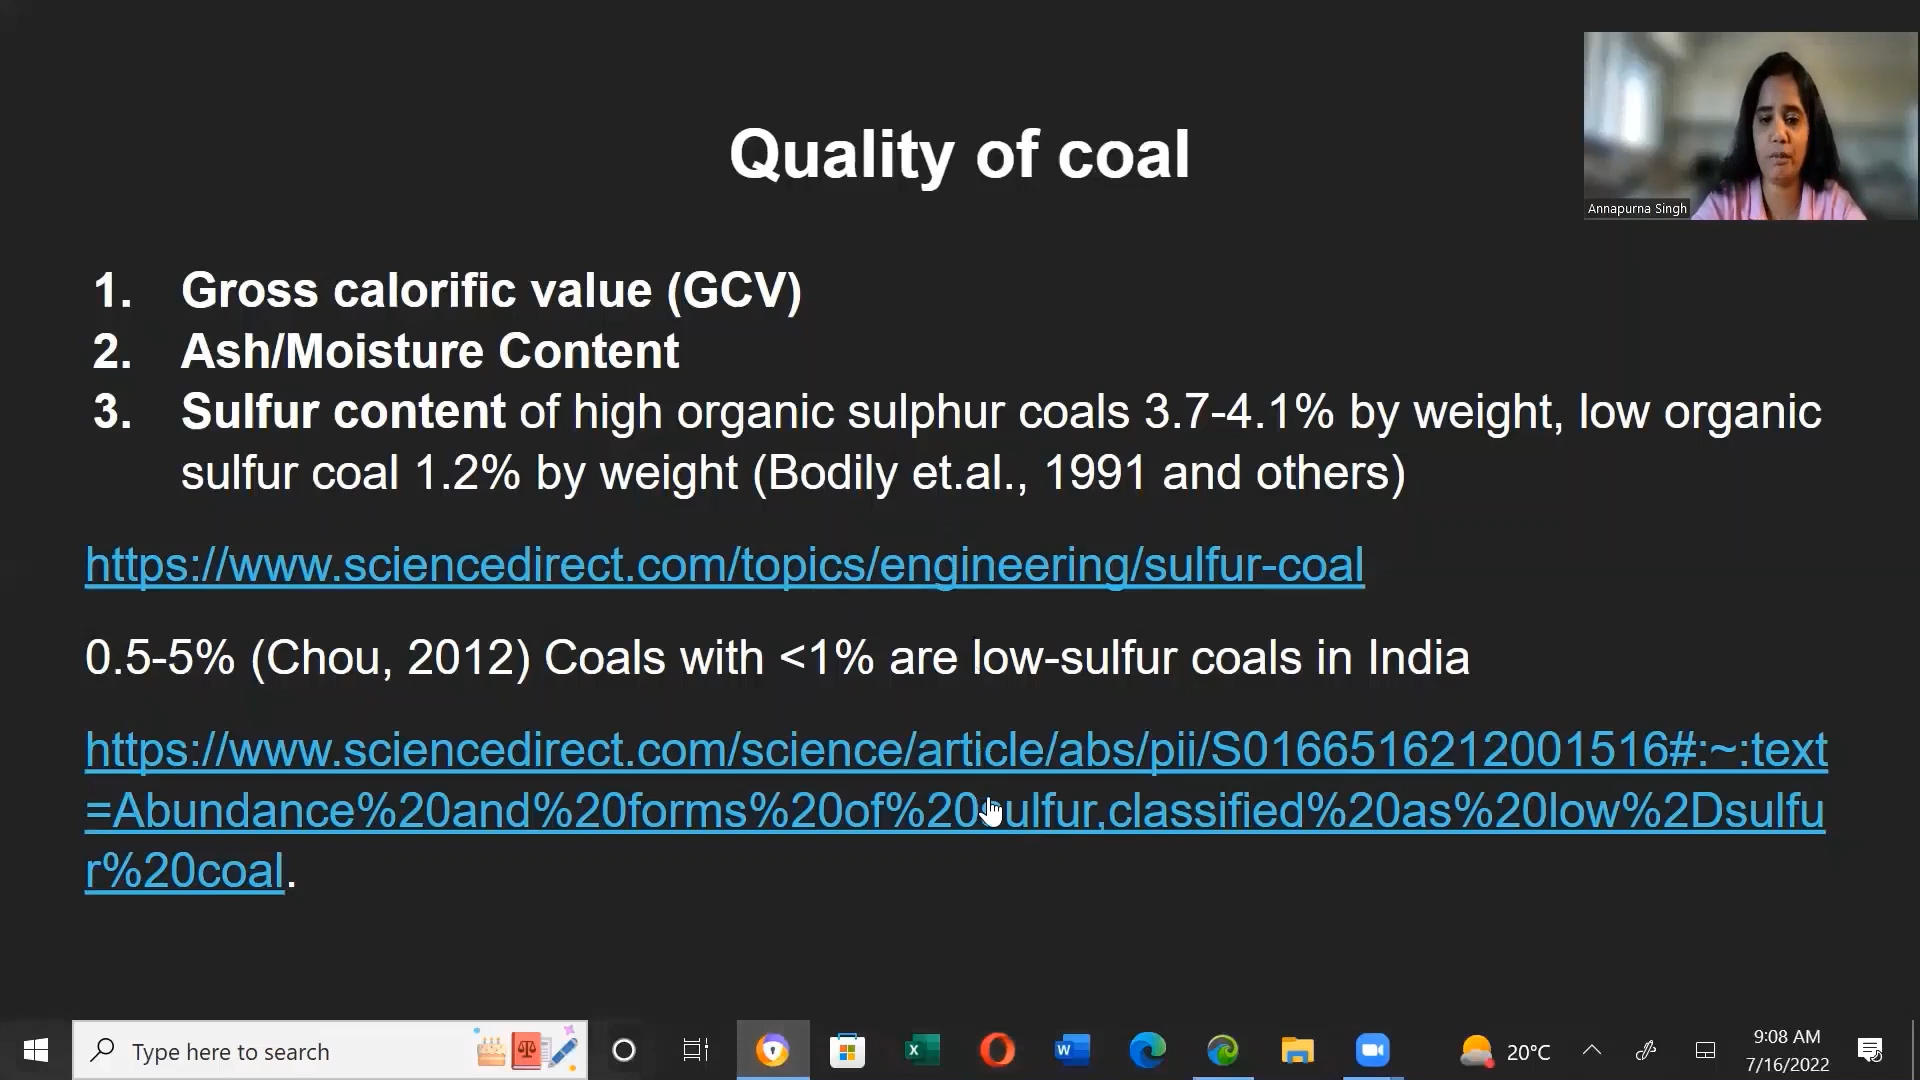 Quality of coal
Annapurna Singh
1. Gross calorific value (GCV)
2. Ash/Moisture Content
3. Sulfur content of high organic sulphur coals 3.7-4.1% by weight, low organic
sulfur coal 1.2% by weight (Bodily et.al., 1991 and others)
https://www.sciencedirect.com/topics/engineering/sulfur-coal
0.5-5% (Chou, 2012) Coals with <1% are low-sulfur coals in India
https://www.sciencedirect.com/science/article/abs/pii/S0166516212001516#:~:text
=Abundance%20and%20forms%20of%20sulfur,classified%20as%20low%2Dsulfu
r%20coal.
Type here to search
20°C
9:08 AM
7/16/2022